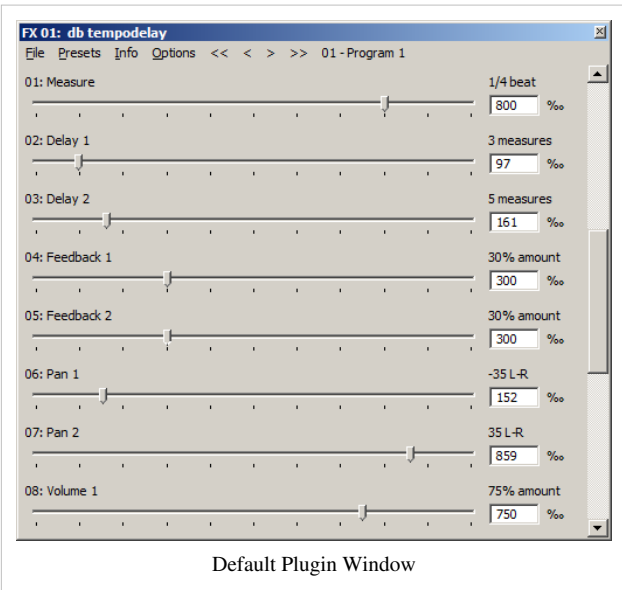 FX 01: db tempodelay
File Presets Info Options << < > >> 01 - Program 1
01: Measure 1/4 beat
800 ‰
02: Delay 1 3 measures
97 ‰
03: Delay 2 5 measures
161 ‰
04: Feedback 1 30% amount
300 ‰
05: Feedback 2 30% amount
300 ‰
06: Pan 1 -35 L-R
152 ‰
07: Pan 2 35 L-R
859 ‰
08: Volume 1 75% amount
750 ‰
Default Plugin Window